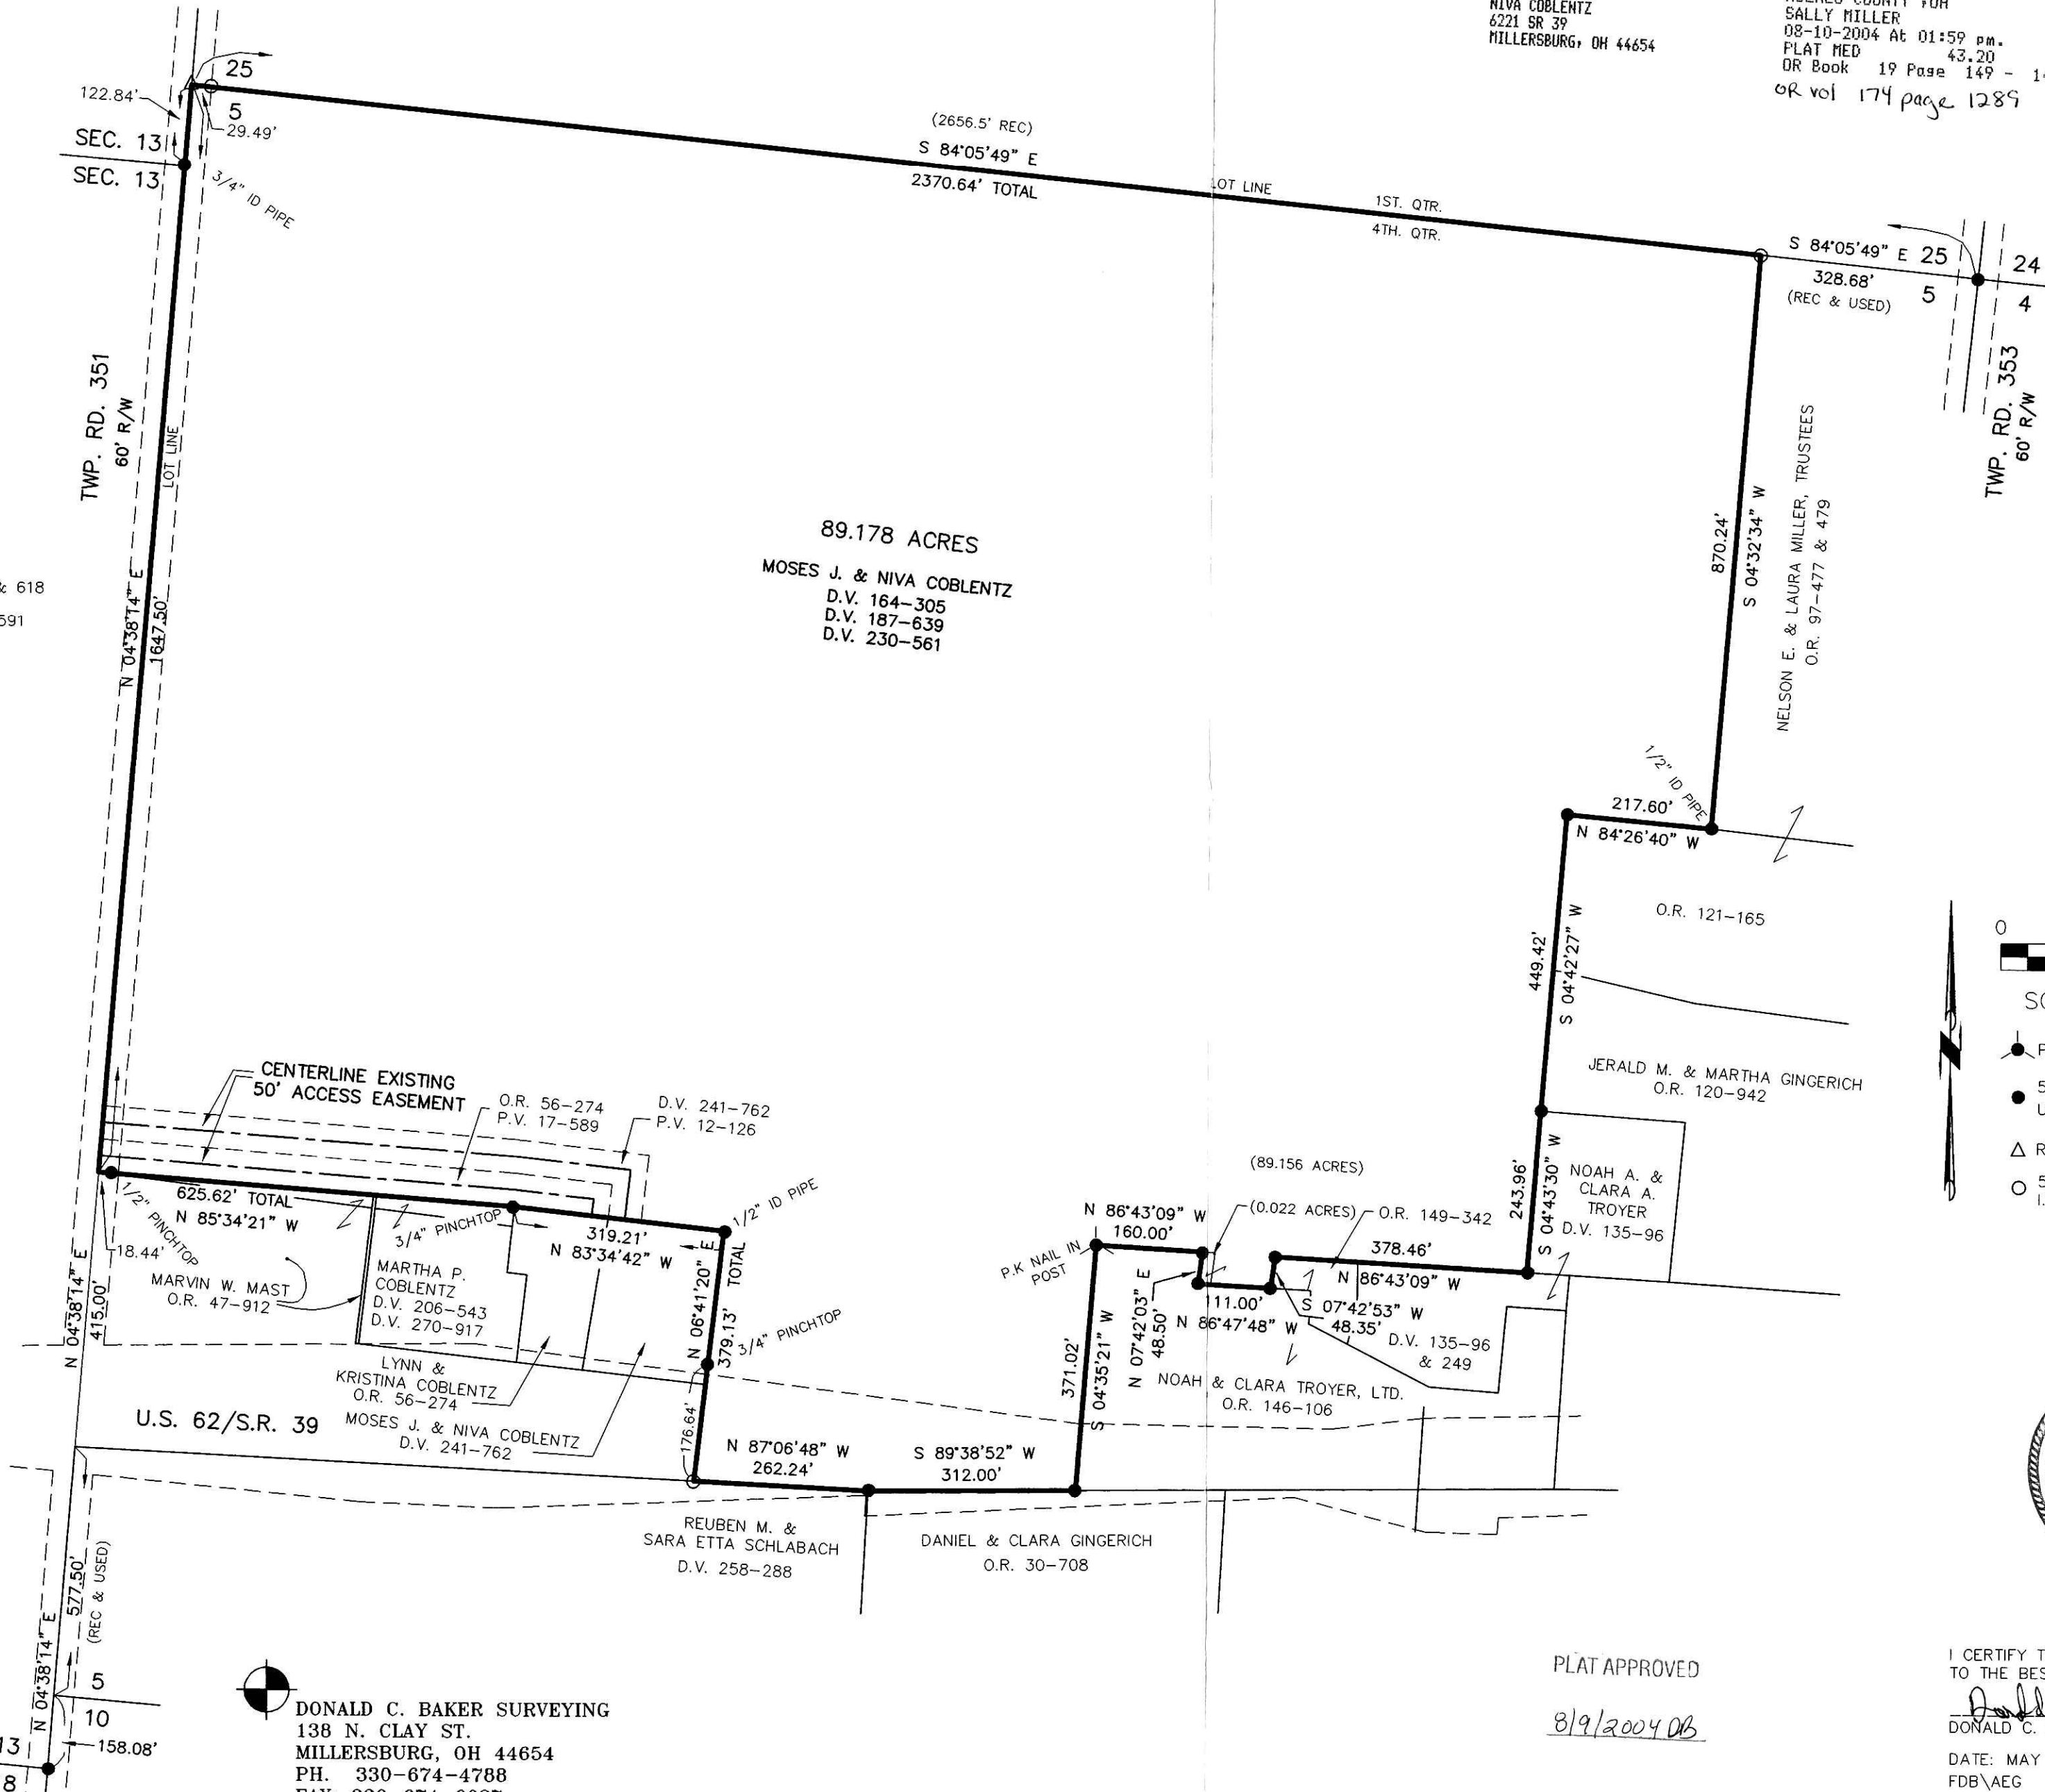 NIVA COBLENTZ
6221 SR 39
MILLERSBURG, OH 44654
SALLY MILLER
08-10-2004 At 01:59 pm.
PLAT MED 43.20
OR Book 19 Page 149 -
OR vol 174 page 1289
25
5
122.84'
29.49'
SEC. 13
SEC. 13
3/4" ID PIPE
(2656.5' REC)
S 84°05'49" E
2370.64' TOTAL
LOT LINE
1ST. QTR.
4TH. QTR.
S 84°05'49" E
328.68'
(REC & USED)
25
5
24
4
TWP. RD. 351
60' R/W
LOT LINE
TWP. RD. 353
60' R/W
N 04°38'14" E
1647.50'
& 618
591
89.178 ACRES
MOSES J. & NIVA COBLENTZ
D.V. 164-305
D.V. 187-639
D.V. 230-561
870.24'
S 04°32'34" W
NELSON E. & LAURA MILLER, TRUSTEES
O.R. 97-477 & 479
1/2" ID PIPE
217.60'
N 84°26'40" W
O.R. 121-165
449.42'
S 04°42'27" W
JERALD M. & MARTHA GINGERICH
O.R. 120-942
0
243.96'
S 04°43'30" W
NOAH A. &
CLARA A.
TROYER
D.V. 135-96
CENTERLINE EXISTING
50' ACCESS EASEMENT
O.R. 56-274
P.V. 17-589
D.V. 241-762
P.V. 12-126
625.62' TOTAL
N 85°34'21" W
1/2" PINCHTOP
18.44'
3/4" PINCHTOP
319.21'
N 83°34'42" W
1/2" ID PIPE
MARVIN W. MAST
O.R. 47-912
MARTHA P.
COBLENTZ
D.V. 206-543
D.V. 270-917
N 06°41'20" E
379.13' TOTAL
3/4" PINCHTOP
N 04°38'14" E
415.00'
LYNN &
KRISTINA COBLENTZ
O.R. 56-274
U.S. 62/S.R. 39
MOSES J. & NIVA COBLENTZ
D.V. 241-762
176.64'
N 87°06'48" W
262.24'
S 89°38'52" W
312.00'
(89.156 ACRES)
(0.022 ACRES)
O.R. 149-342
N 86°43'09" W
160.00'
P.K NAIL IN
POST
378.46'
N 86°43'09" W
371.02'
S 04°35'21" W
N 07°42'03" E
48.50'
111.00'
N 86°47'48" W
S 07°42'53" W
48.35'
D.V. 135-96
& 249
NOAH & CLARA TROYER, LTD.
O.R. 146-106
REUBEN M. &
SARA ETTA SCHLABACH
D.V. 258-288
DANIEL & CLARA GINGERICH
O.R. 30-708
577.50'
(REC & USED)
N 04°38'14" E
5
10
13
8
158.08'
DONALD C. BAKER SURVEYING
138 N. CLAY ST.
MILLERSBURG, OH 44654
PH. 330-674-4788
PLAT APPROVED
8/9/2004 DB
I CERTIFY
TO THE
DONALD C.
DATE: MAY
FDB\AEG